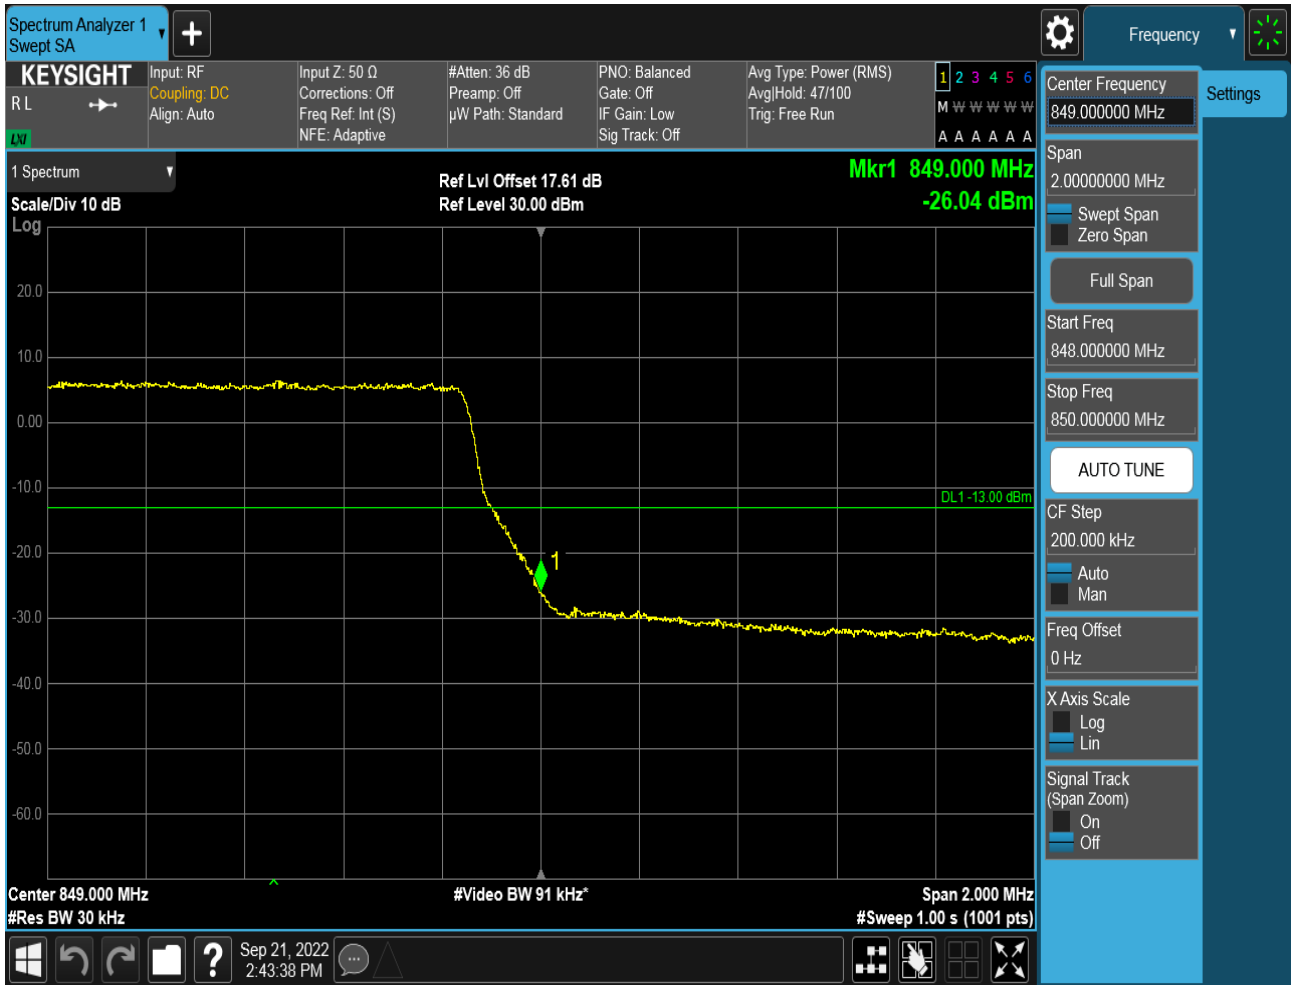 Spectrum Analyzer 1
Swept SA
Frequency
KEYSIGHT
R L
LXI
Input: RF
Coupling: DC
Align: Auto
Input Z: 50 Ω
Corrections: Off
Freq Ref: Int (S)
NFE: Adaptive
#Atten: 36 dB
Preamp: Off
µW Path: Standard
PNO: Balanced
Gate: Off
IF Gain: Low
Sig Track: Off
Avg Type: Power (RMS)
Avg|Hold: 47/100
Trig: Free Run
1 2 3 4 5 6
M W W W W W
A A A A A A
1 Spectrum
Scale/Div 10 dB
Log
Ref Lvl Offset 17.61 dB
Ref Level 30.00 dBm
Mkr1 849.000 MHz
-26.04 dBm
20.0
10.0
0.00
-10.0
-20.0
-30.0
-40.0
-50.0
-60.0
DL1 -13.00 dBm
1
Center 849.000 MHz
#Res BW 30 kHz
#Video BW 91 kHz*
Span 2.000 MHz
#Sweep 1.00 s (1001 pts)
Center Frequency
849.000000 MHz
Settings
Span
2.00000000 MHz
Swept Span
Zero Span
Full Span
Start Freq
848.000000 MHz
Stop Freq
850.000000 MHz
AUTO TUNE
CF Step
200.000 kHz
Auto
Man
Freq Offset
0 Hz
X Axis Scale
Log
Lin
Signal Track
(Span Zoom)
On
Off
?
Sep 21, 2022
2:43:38 PM